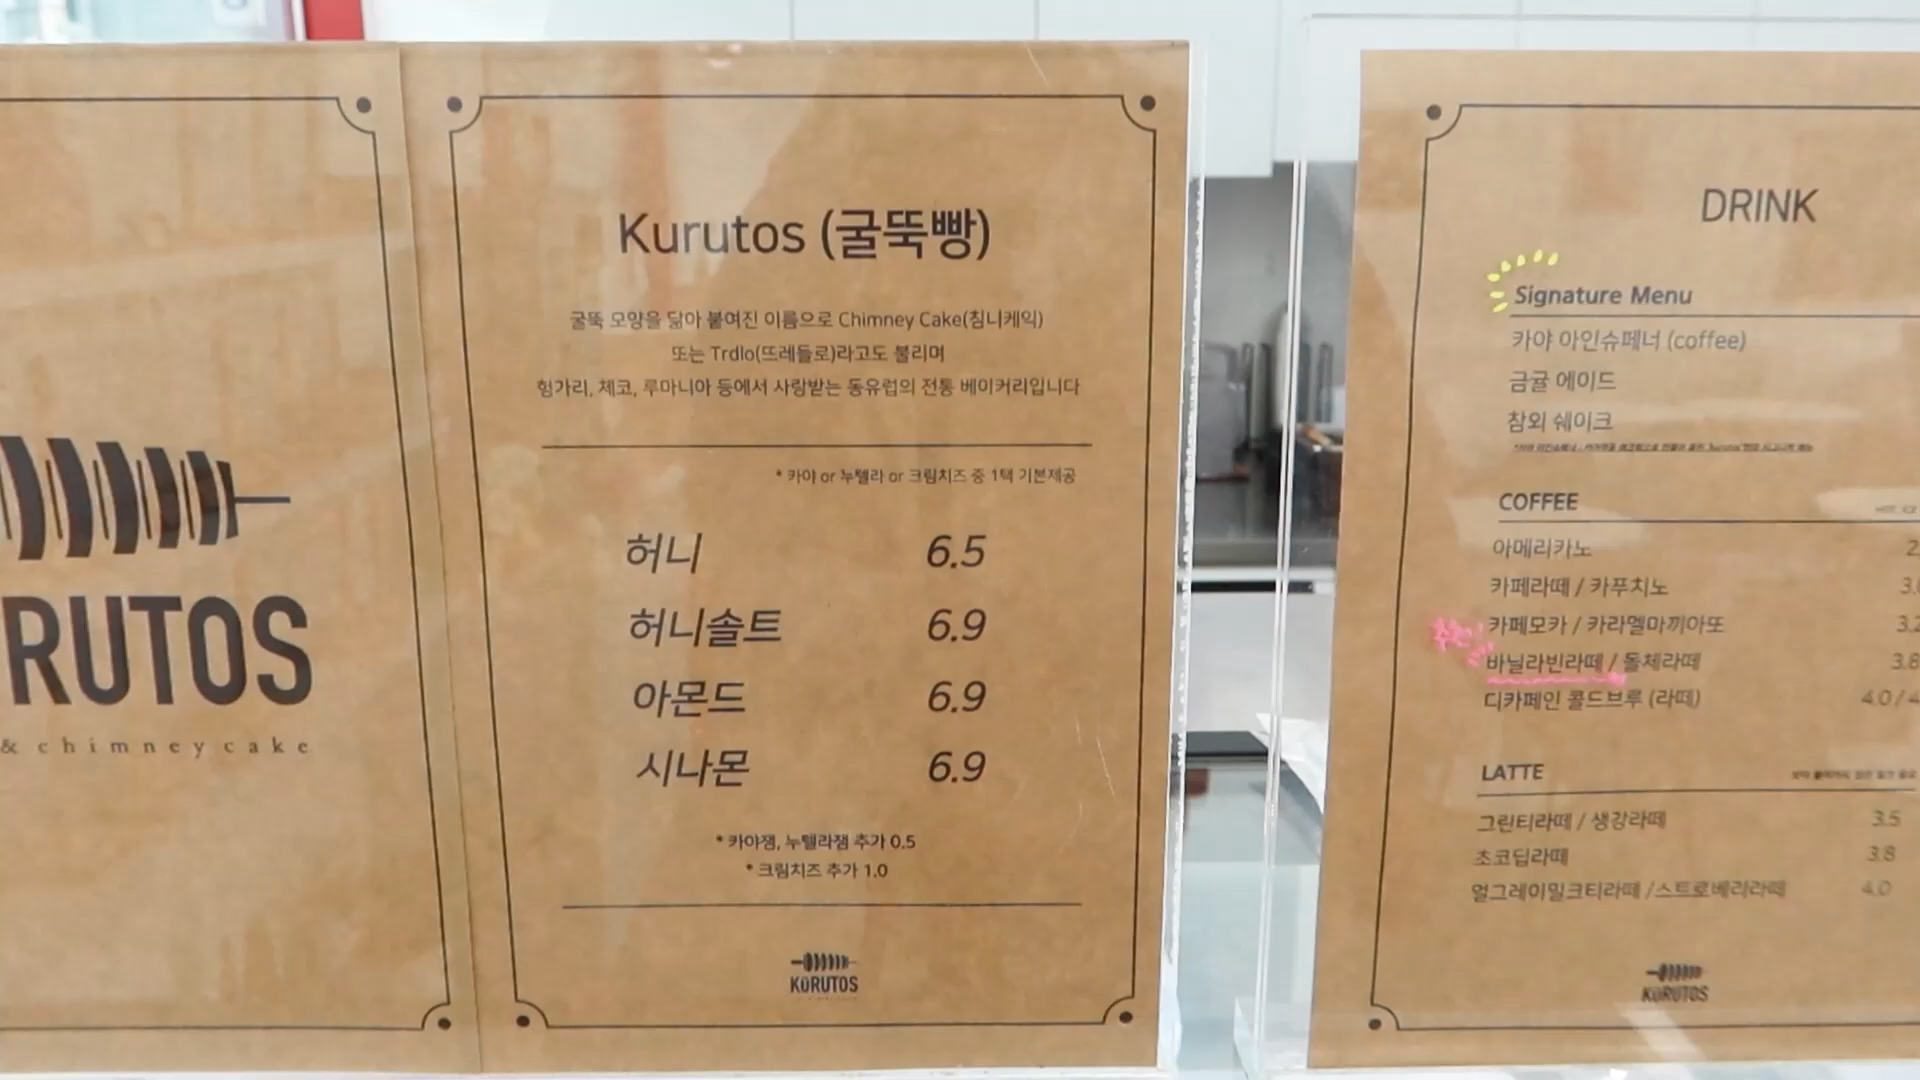 RUTOS
& chimney cake
Kurutos (굴뚝빵)
굴뚝 모양을 닮아 붙여진 이름으로 Chimney Cake(침니케익)
또는 Trdlo(뜨레들로)라고도 불리며
헝가리, 체코, 루마니아 등에서 사랑받는 동유럽의 전통 베이커리입니다
* 카야 or 누텔라 or 크림치즈 중 1택 기본제공
허니 6.5
허니솔트 6.9
아몬드 6.9
시나몬 6.9
* 카야잼, 누텔라잼 추가 0.5
* 크림치즈 추가 1.0
KüRUTOS
DRINK
Signature Menu
카야 아인슈페너 (coffee)
금귤 에이드
참외 쉐이크
COFFEE
아메리카노
카페라떼 / 카푸치노
카페모카 / 카라멜마끼아또 3.2
추천!
바닐라빈라떼 / 돌체라떼 3.8
디카페인 콜드브루 (라떼) 4.0 / 4
LATTE
그린티라떼 / 생강라떼 3.5
초코딥라떼 3.8
얼그레이밀크티라떼 /스트로베리라떼 4.0
KüRUTOS